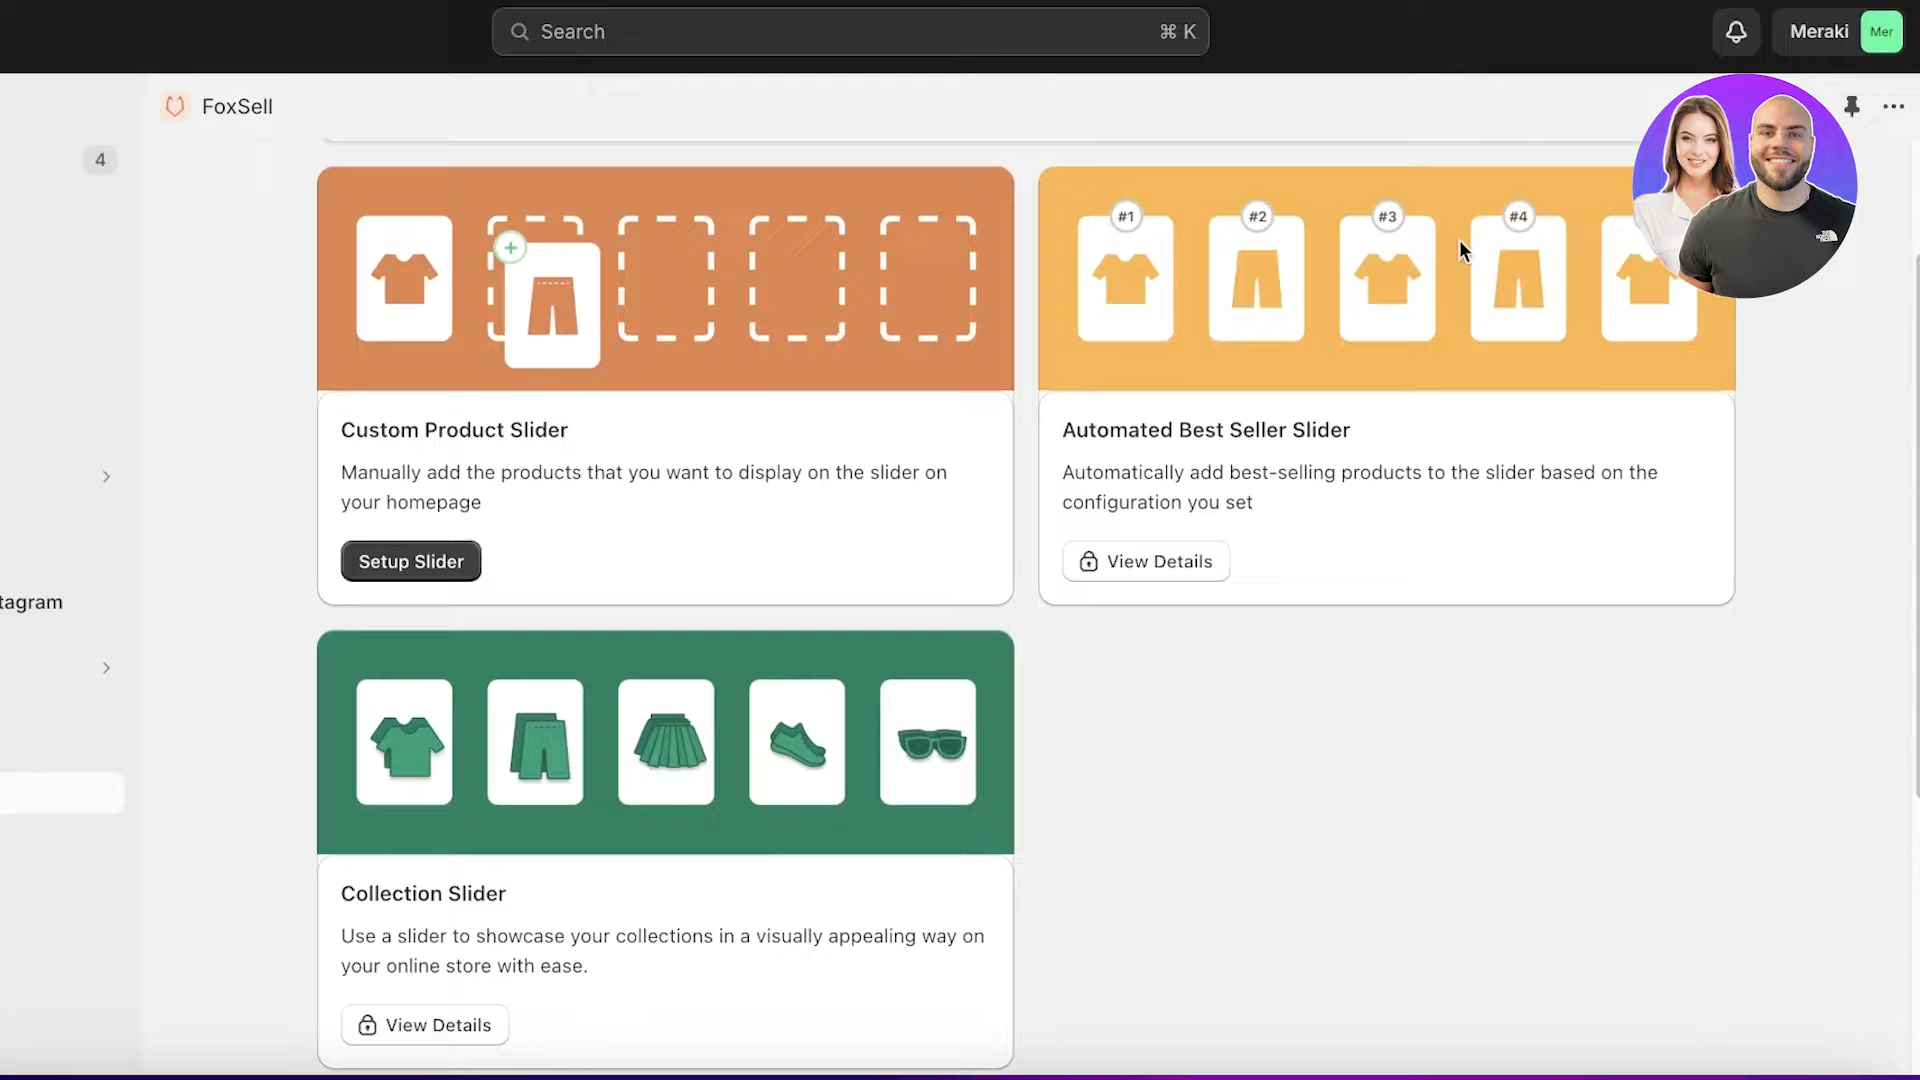 Search
⌘ K
Meraki
Mer
FoxSell
4
#1
#2
#3
#4
Custom Product Slider
Manually add the products that you want to display on the slider on
your homepage
Setup Slider
Automated Best Seller Slider
Automatically add best-selling products to the slider based on the
configuration you set
View Details
tagram
Collection Slider
Use a slider to showcase your collections in a visually appealing way on
your online store with ease.
View Details